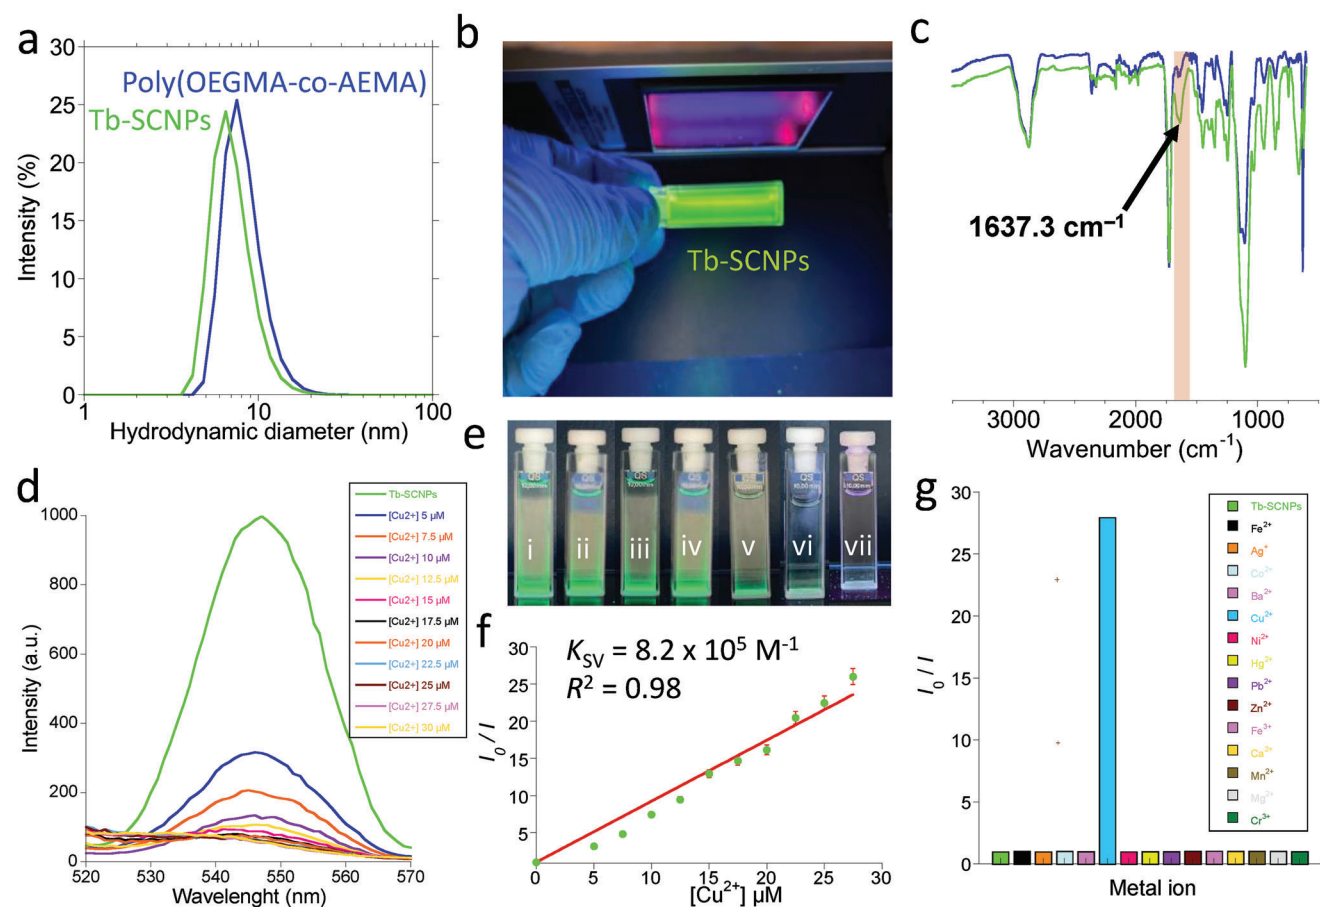 a
30
25
20
15
10
5
0
Intensity (%)
Poly(OEGMA-co-AEMA)
Tb-SCNPs
1
10
100
Hydrodynamic diameter (nm)
b
Tb-SCNPs
c
1637.3 cm⁻¹
3000
2000
1000
Wavenumber (cm⁻¹)
d
1000
800
600
400
200
0
Intensity (a.u.)
Tb-SCNPs
[Cu2+] 5 µM
[Cu2+] 7.5 µM
[Cu2+] 10 µM
[Cu2+] 12.5 µM
[Cu2+] 15 µM
[Cu2+] 17.5 µM
[Cu2+] 20 µM
[Cu2+] 22.5 µM
[Cu2+] 25 µM
[Cu2+] 27.5 µM
[Cu2+] 30 µM
520
530
540
550
560
570
Wavelenght (nm)
e
QS
QS
QS
QS
QS
QS
i
ii
iii
iv
v
vi
vii
f
K_SV = 8.2 x 10⁵ M⁻¹
R² = 0.98
30
25
20
15
10
5
I₀ / I
0
5
10
15
20
25
30
[Cu²⁺] µM
g
30
25
20
15
10
5
0
I₀ / I
Tb-SCNPs
Fe²⁺
Ag⁺
Co²⁺
Ba²⁺
Cu²⁺
Ni²⁺
Hg²⁺
Pb²⁺
Zn²⁺
Fe³⁺
Ca²⁺
Mn²⁺
Mg²⁺
Cr³⁺
Metal ion